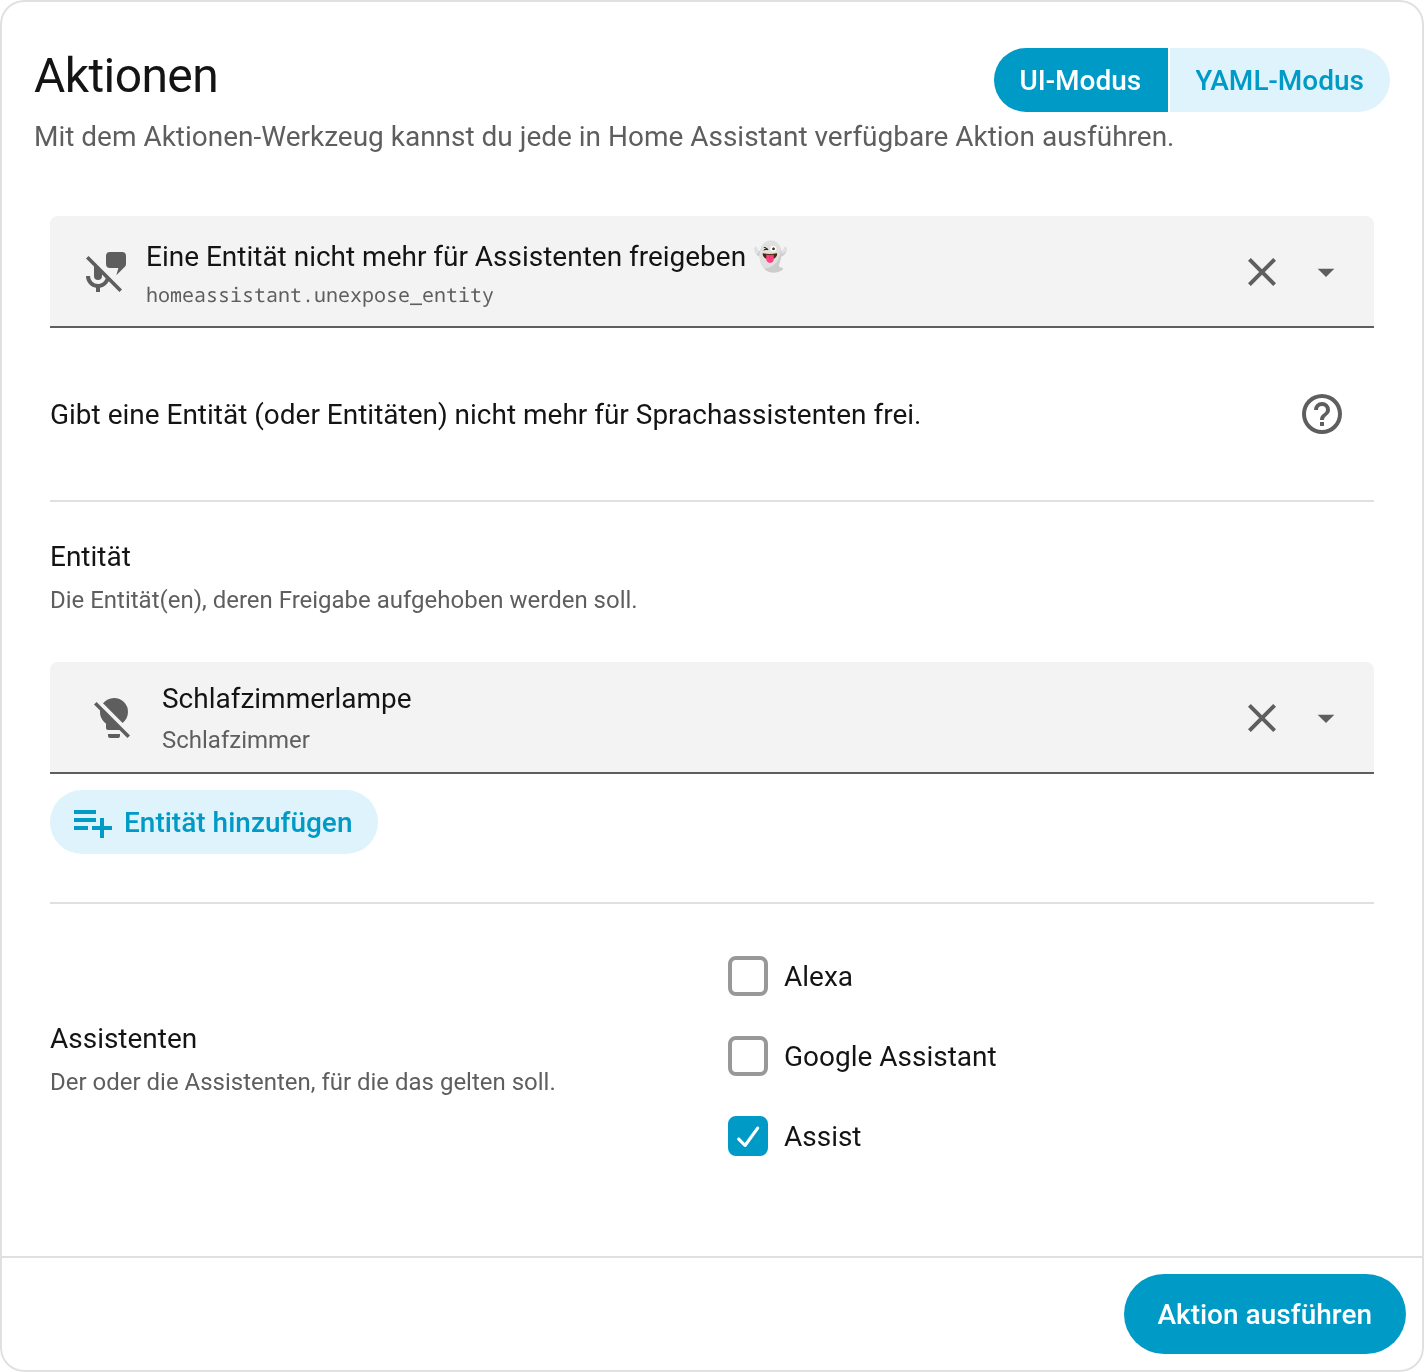 Aktionen
UI-Modus
YAML-Modus
Mit dem Aktionen-Werkzeug kannst du jede in Home Assistant verfügbare Aktion ausführen.
Eine Entität nicht mehr für Assistenten freigeben 👻
homeassistant.unexpose_entity
Gibt eine Entität (oder Entitäten) nicht mehr für Sprachassistenten frei.
Entität
Die Entität(en), deren Freigabe aufgehoben werden soll.
Schlafzimmerlampe
Schlafzimmer
Entität hinzufügen
Assistenten
Der oder die Assistenten, für die das gelten soll.
Alexa
Google Assistant
Assist
Aktion ausführen